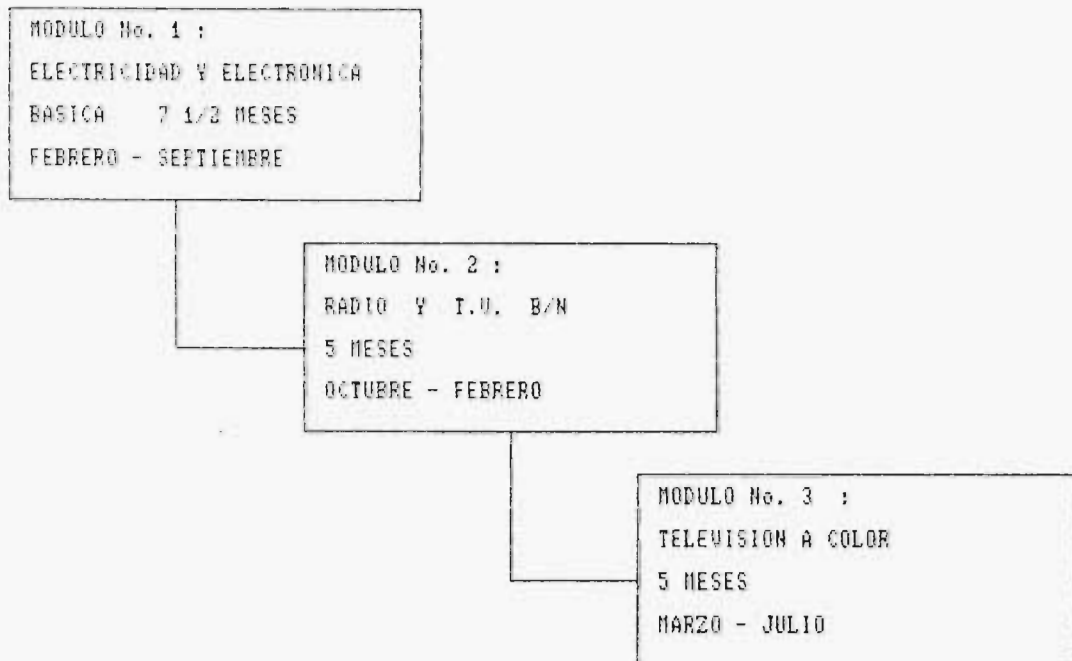 MODULO No. 1 :
ELECTRICIDAD Y ELECTRONICA
BASICA 7 1/2 MESES
FEBRERO - SEPTIEMBRE
MODULO No. 2 :
RADIO Y T.V. B/N
5 MESES
OCTUBRE - FEBRERO
MODULO No. 3 :
TELEVISION A COLOR
5 MESES
MARZO - JULIO